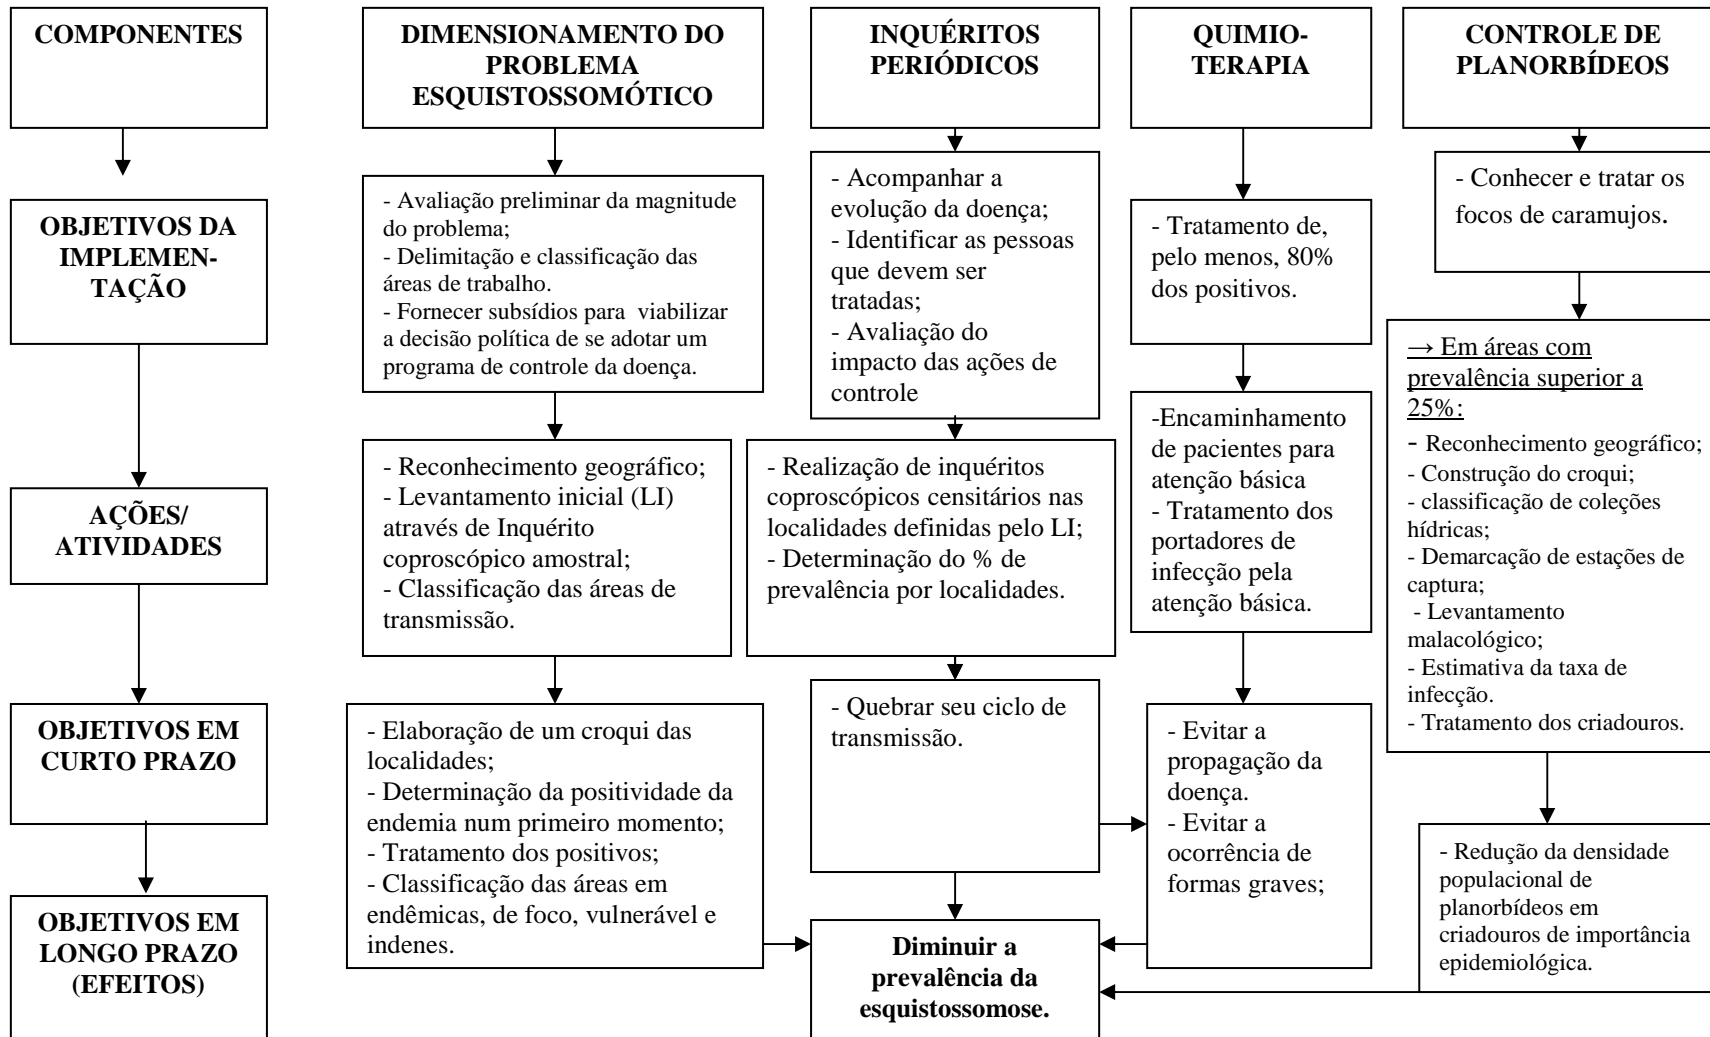 COMPONENTES
DIMENSIONAMENTO DO
PROBLEMA
ESQUISTOSSOMÓTICO
INQUÉRITOS
PERIÓDICOS
QUIMIO-
TERAPIA
CONTROLE DE
PLANORBÍDEOS
OBJETIVOS DA
IMPLEMEN-
TAÇÃO
- Avaliação preliminar da magnitude
do problema;
- Delimitação e classificação das
áreas de trabalho.
- Fornecer subsídios para viabilizar
a decisão política de se adotar um
programa de controle da doença.
- Acompanhar a
evolução da doença;
- Identificar as pessoas
que devem ser
tratadas;
- Avaliação do
impacto das ações de
controle
- Tratamento de,
pelo menos, 80%
dos positivos.
- Conhecer e tratar os
focos de caramujos.
AÇÕES/
ATIVIDADES
- Reconhecimento geográfico;
- Levantamento inicial (LI)
através de Inquérito
coproscópico amostral;
- Classificação das áreas de
transmissão.
- Realização de inquéritos
coproscópicos censitários nas
localidades definidas pelo LI;
- Determinação do % de
prevalência por localidades.
-Encaminhamento
de pacientes para
atenção básica
- Tratamento dos
portadores de
infecção pela
atenção básica.
→ Em áreas com
prevalência superior a
25%:
- Reconhecimento geográfico;
- Construção do croqui;
- classificação de coleções
hídricas;
- Demarcação de estações de
captura;
- Levantamento
malacológico;
- Estimativa da taxa de
infecção.
- Tratamento dos criadouros.
OBJETIVOS EM
CURTO PRAZO
- Elaboração de um croqui das
localidades;
- Determinação da positividade da
endemia num primeiro momento;
- Tratamento dos positivos;
- Classificação das áreas em
endêmicas, de foco, vulnerável e
indenes.
- Quebrar seu ciclo de
transmissão.
- Evitar a
propagação da
doença.
- Evitar a
ocorrência de
formas graves;
- Redução da densidade
populacional de
planorbídeos em
criadouros de importância
epidemiológica.
OBJETIVOS EM
LONGO PRAZO
(EFEITOS)
Diminuir a
prevalência da
esquistossomose.